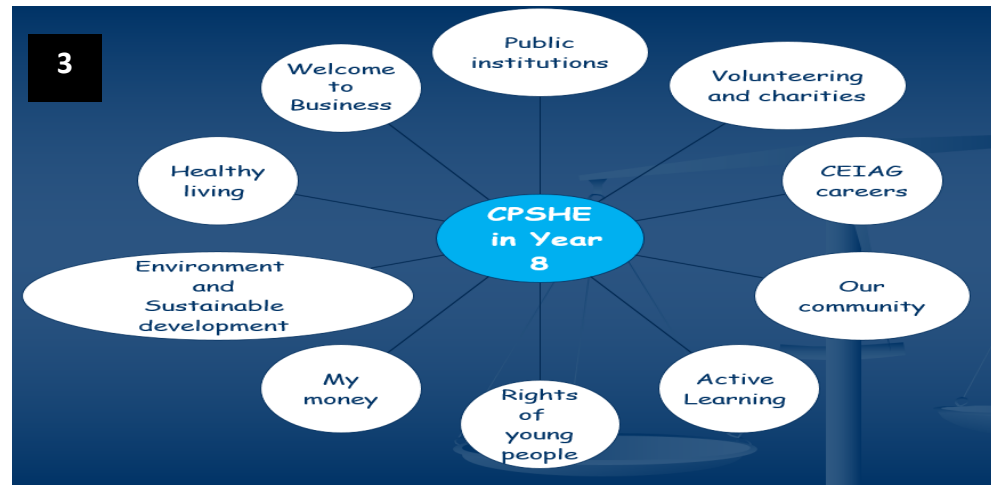 3
Public
institutions
Welcome
to
Business
Volunteering
and charities
Healthy
living
CEIAG
careers
CPSHE
in Year
8
Environment
and
Sustainable
development
Our
community
My
money
Active
Learning
Rights
of
young
people